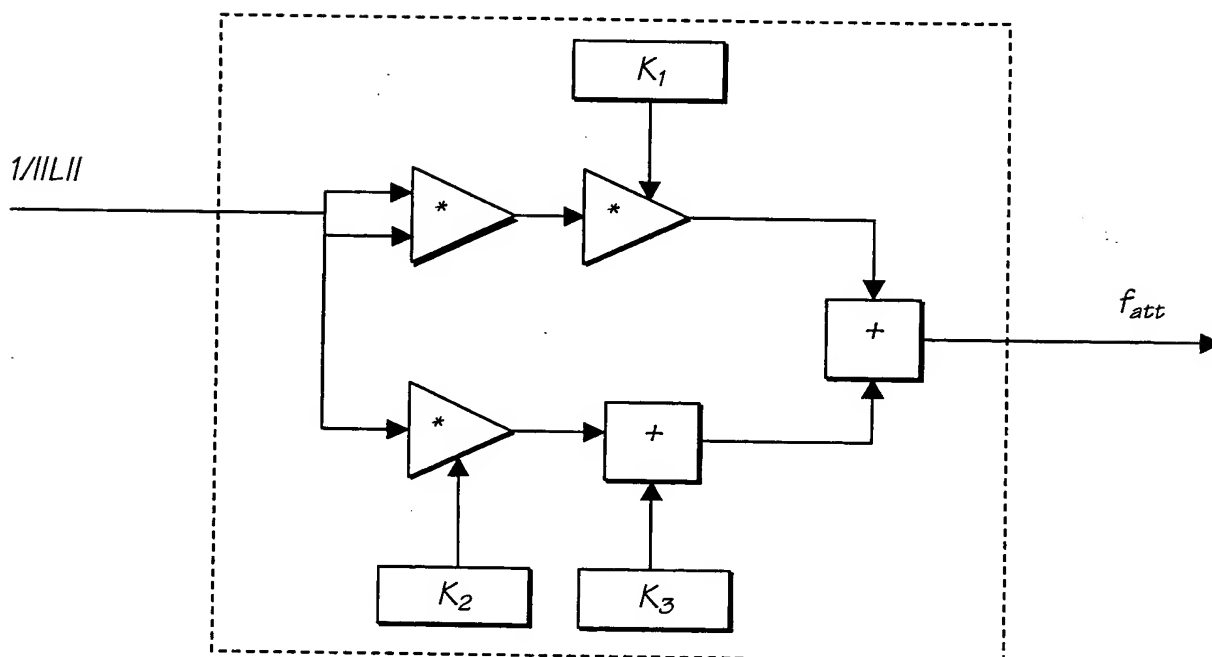 K₁
1/||L||
*
*
+
f_att
*
+
K₂
K₃